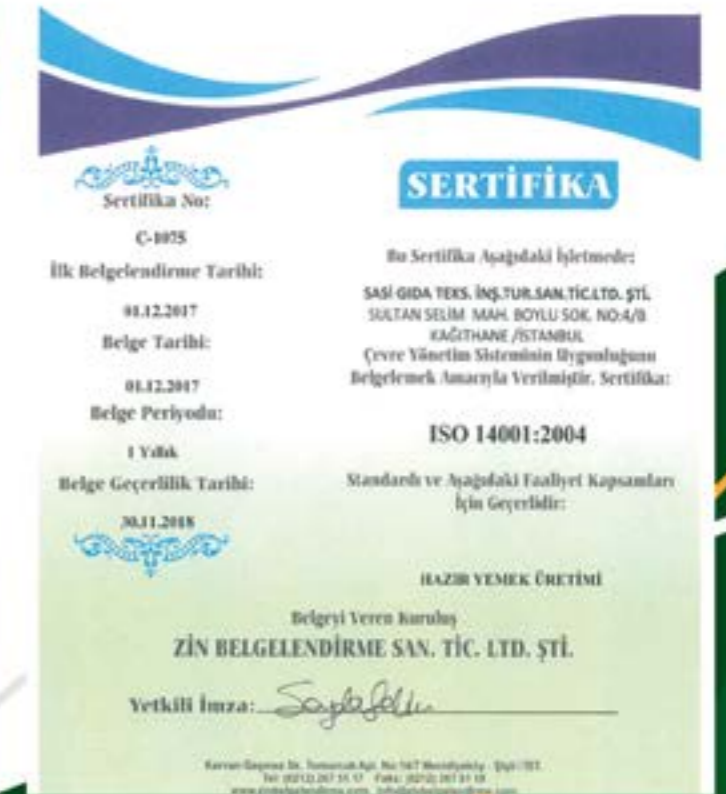 Sertifika No:
C-1075
İlk Belgelendirme Tarihi:
01.12.2017
Belge Tarihi:
01.12.2017
Belge Periyodu:
1 Yıllık
Belge Geçerlilik Tarihi:
30.11.2018
SERTİFİKA
Bu Sertifika Aşağıdaki İşletmede;
SASİ GIDA TEKS. İNŞ.TUR.SAN.TİC.LTD. ŞTİ.
SULTAN SELİM MAH. BOYLU SOK. NO:4/B
KAĞITHANE /İSTANBUL
Çevre Yönetim Sisteminin Uygunluğunu
Belgelemek Amacıyla Verilmiştir. Sertifika:
ISO 14001:2004
Standardı ve Aşağıdaki Faaliyet Kapsamları
İçin Geçerlidir:
HAZIR YEMEK ÜRETİMİ
Belgeyi Veren Kuruluş
ZİN BELGELENDİRME SAN. TİC. LTD. ŞTİ.
Yetkili İmza: